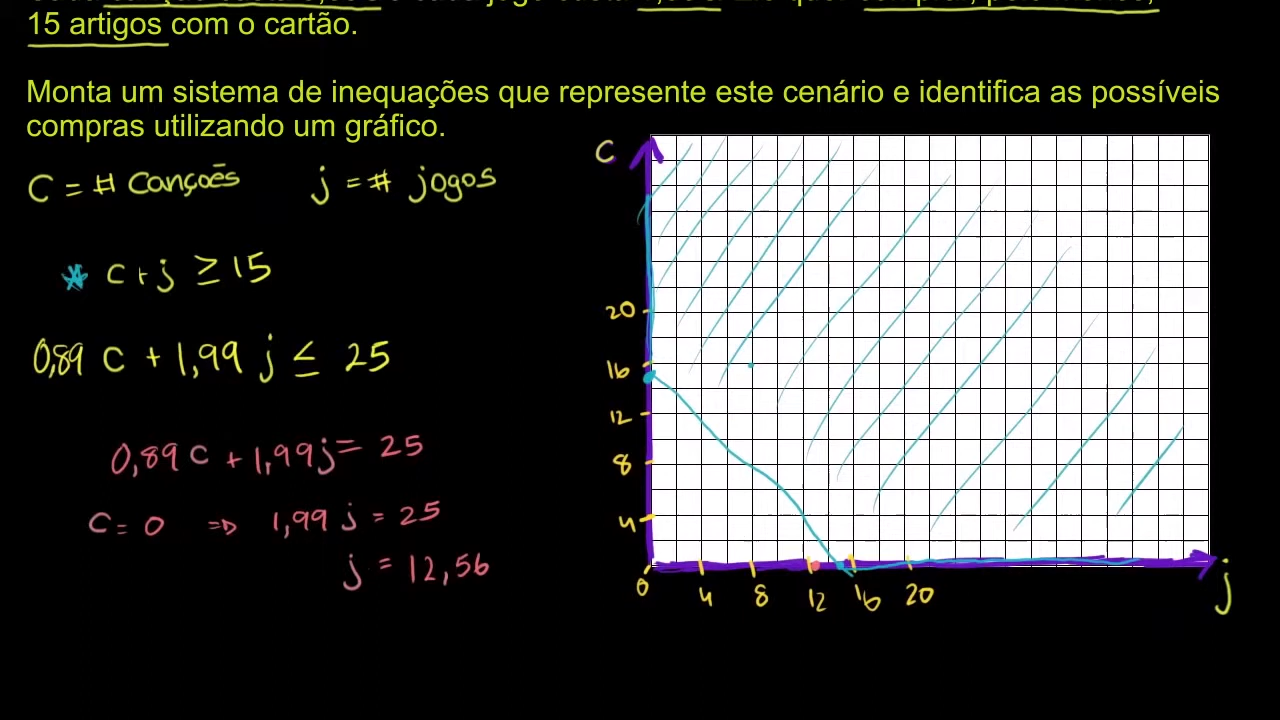 15 artigos com o cartão.
Monta um sistema de inequações que represente este cenário e identifica as possíveis
compras utilizando um gráfico.
C = # Canções j = # jogos
* c + j ≥ 15
0,89 c + 1,99 j ≤ 25
0,89 c + 1,99 j = 25
c = 0 ⇒ 1,99 j = 25
j = 12,56
C
20
16
12
8
4
0 4 8 12 16 20
j